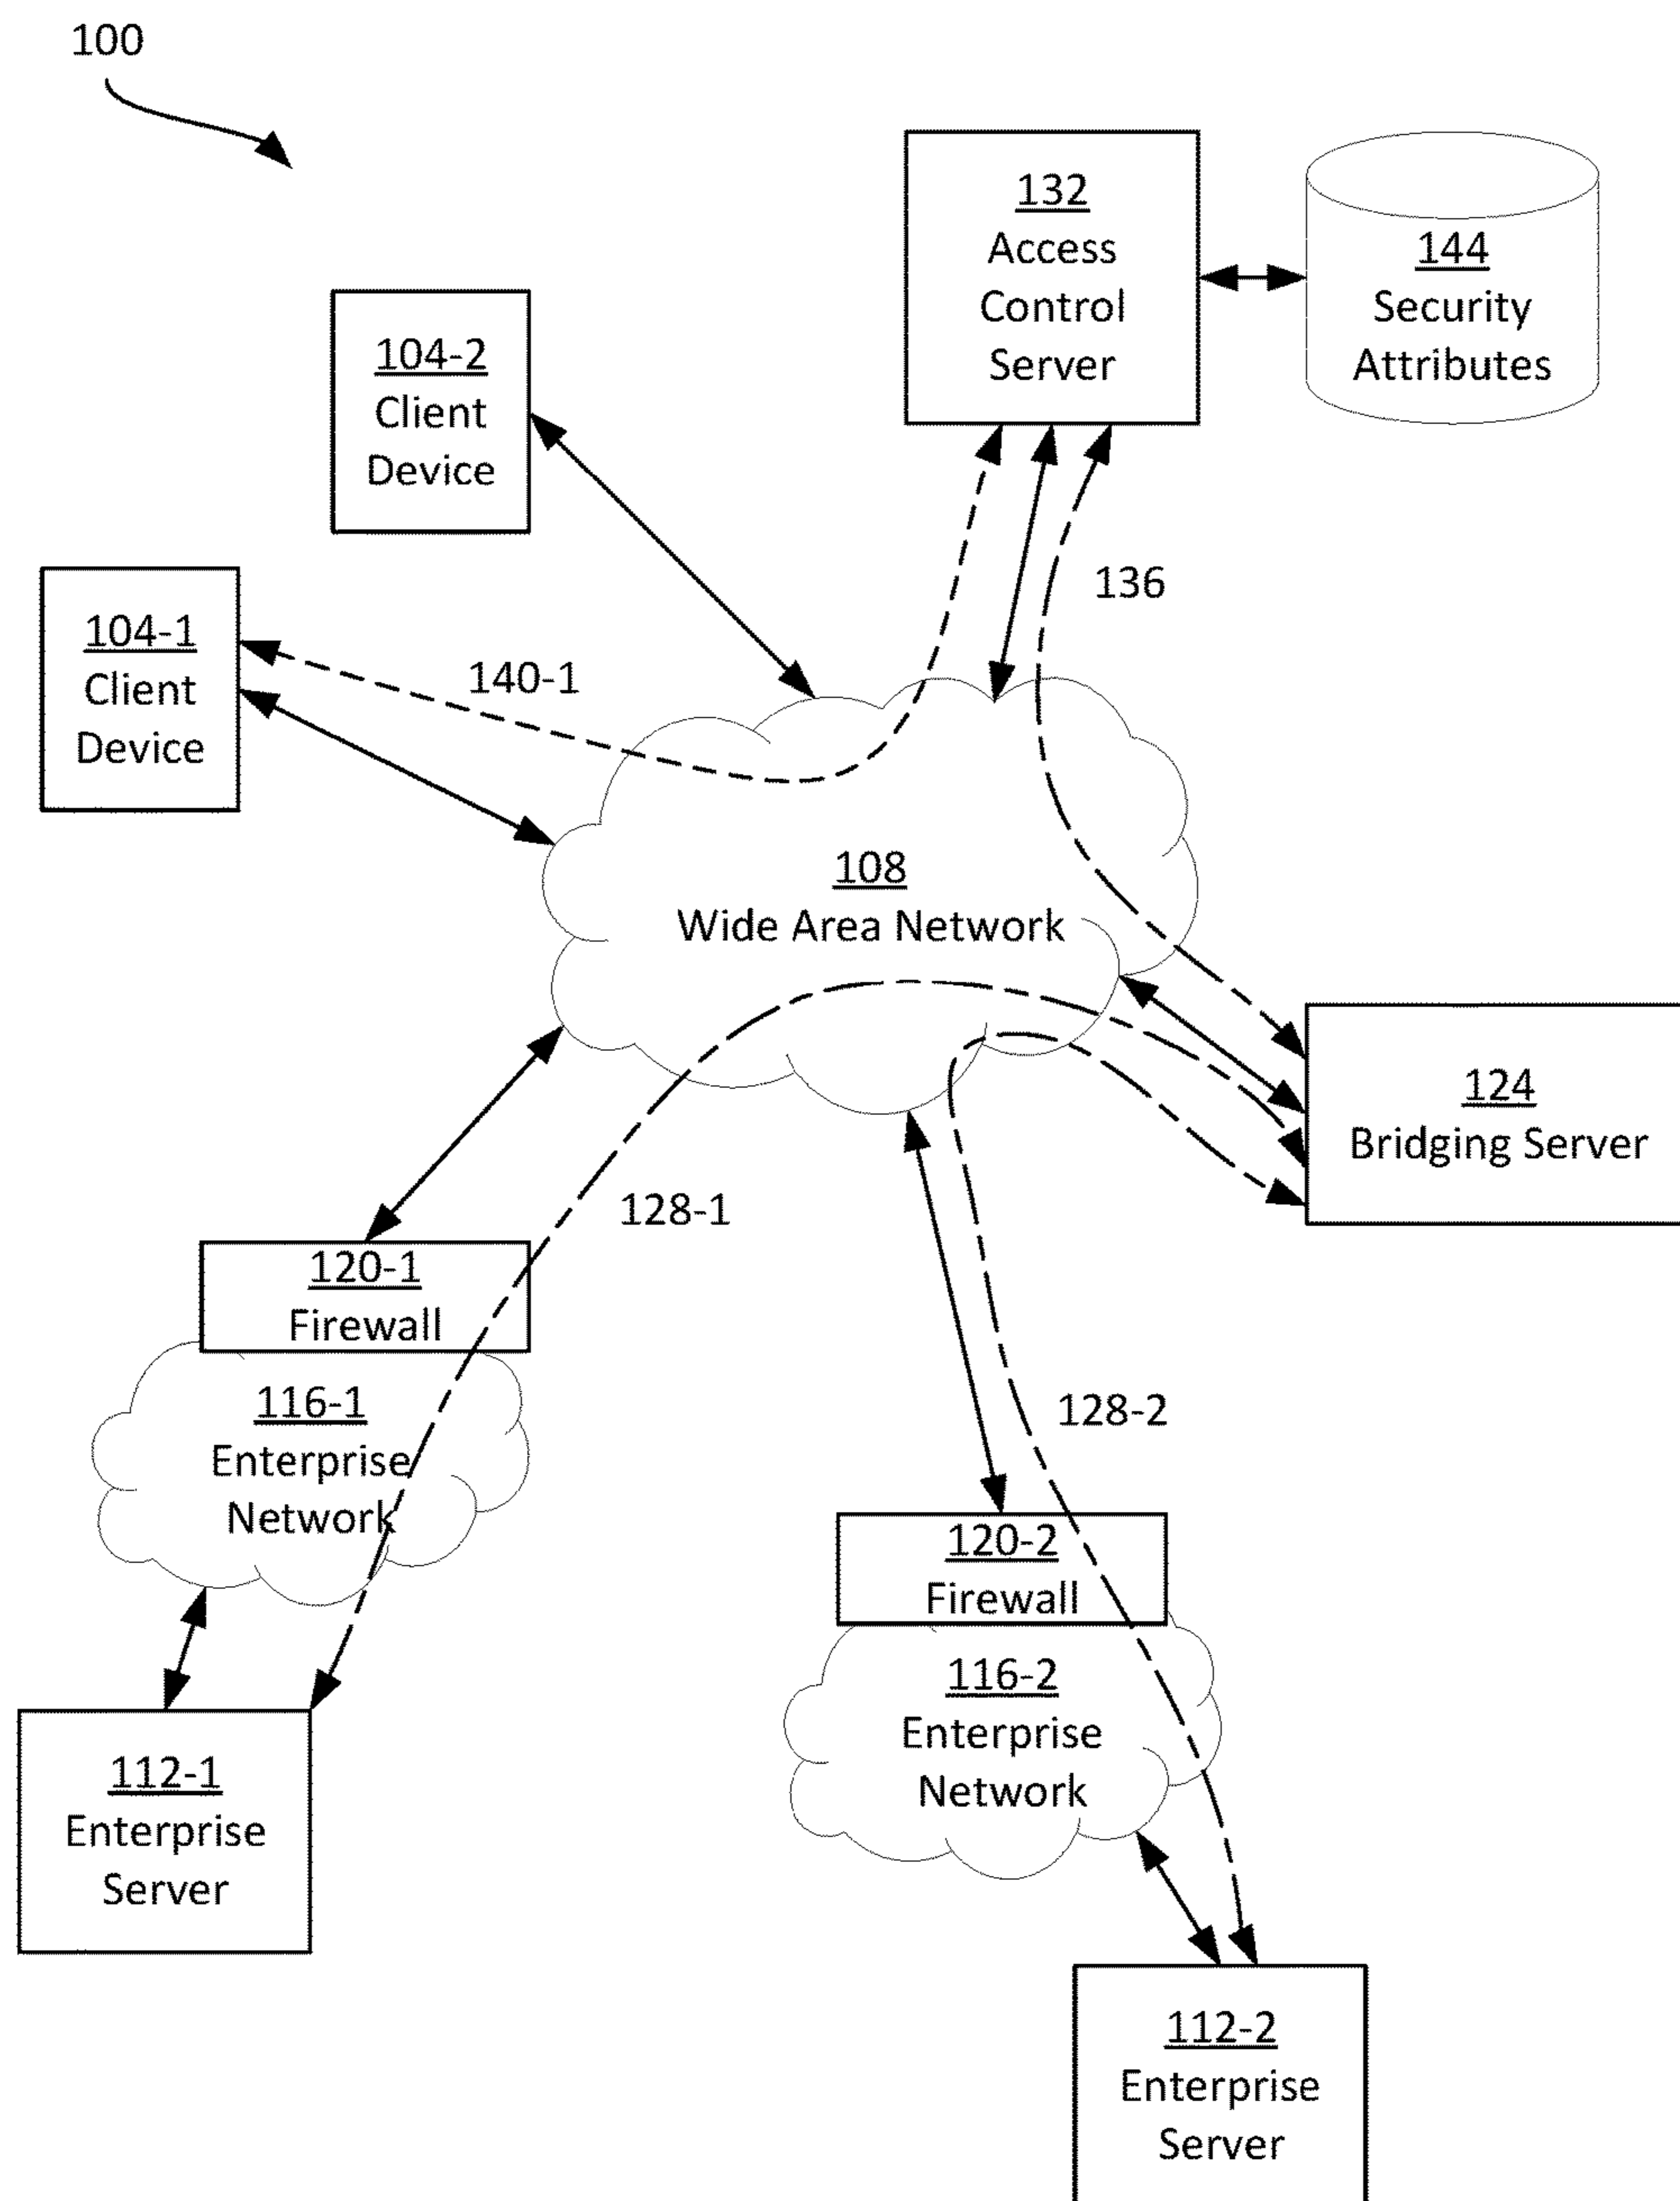 100
132
Access
Control
Server
144
Security
Attributes
104-2
Client
Device
136
104-1
Client
Device
140-1
108
Wide Area Network
124
Bridging Server
128-1
120-1
Firewall
116-1
Enterprise
Network
128-2
120-2
Firewall
116-2
Enterprise
Network
112-1
Enterprise
Server
112-2
Enterprise
Server